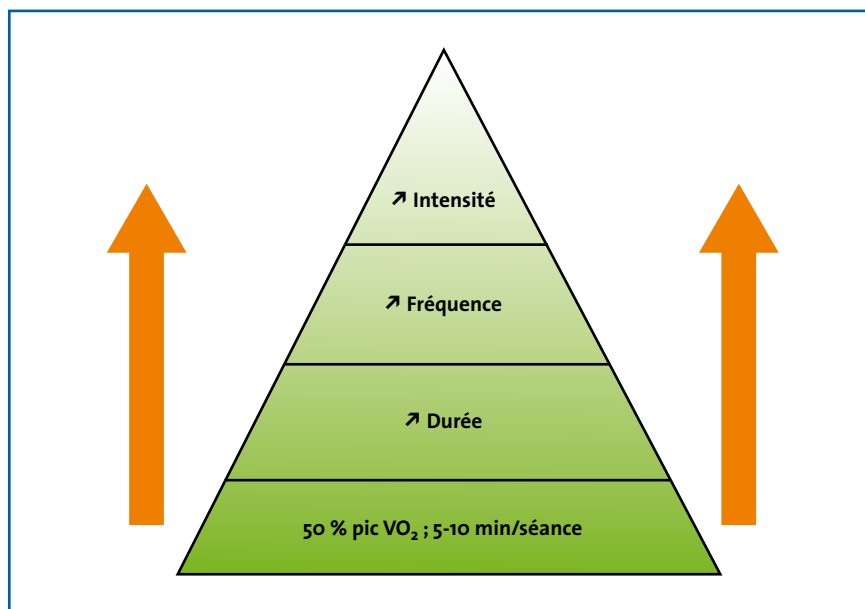 ↗ Intensité
↗ Fréquence
↗ Durée
50 % pic VO₂ ; 5-10 min/séance